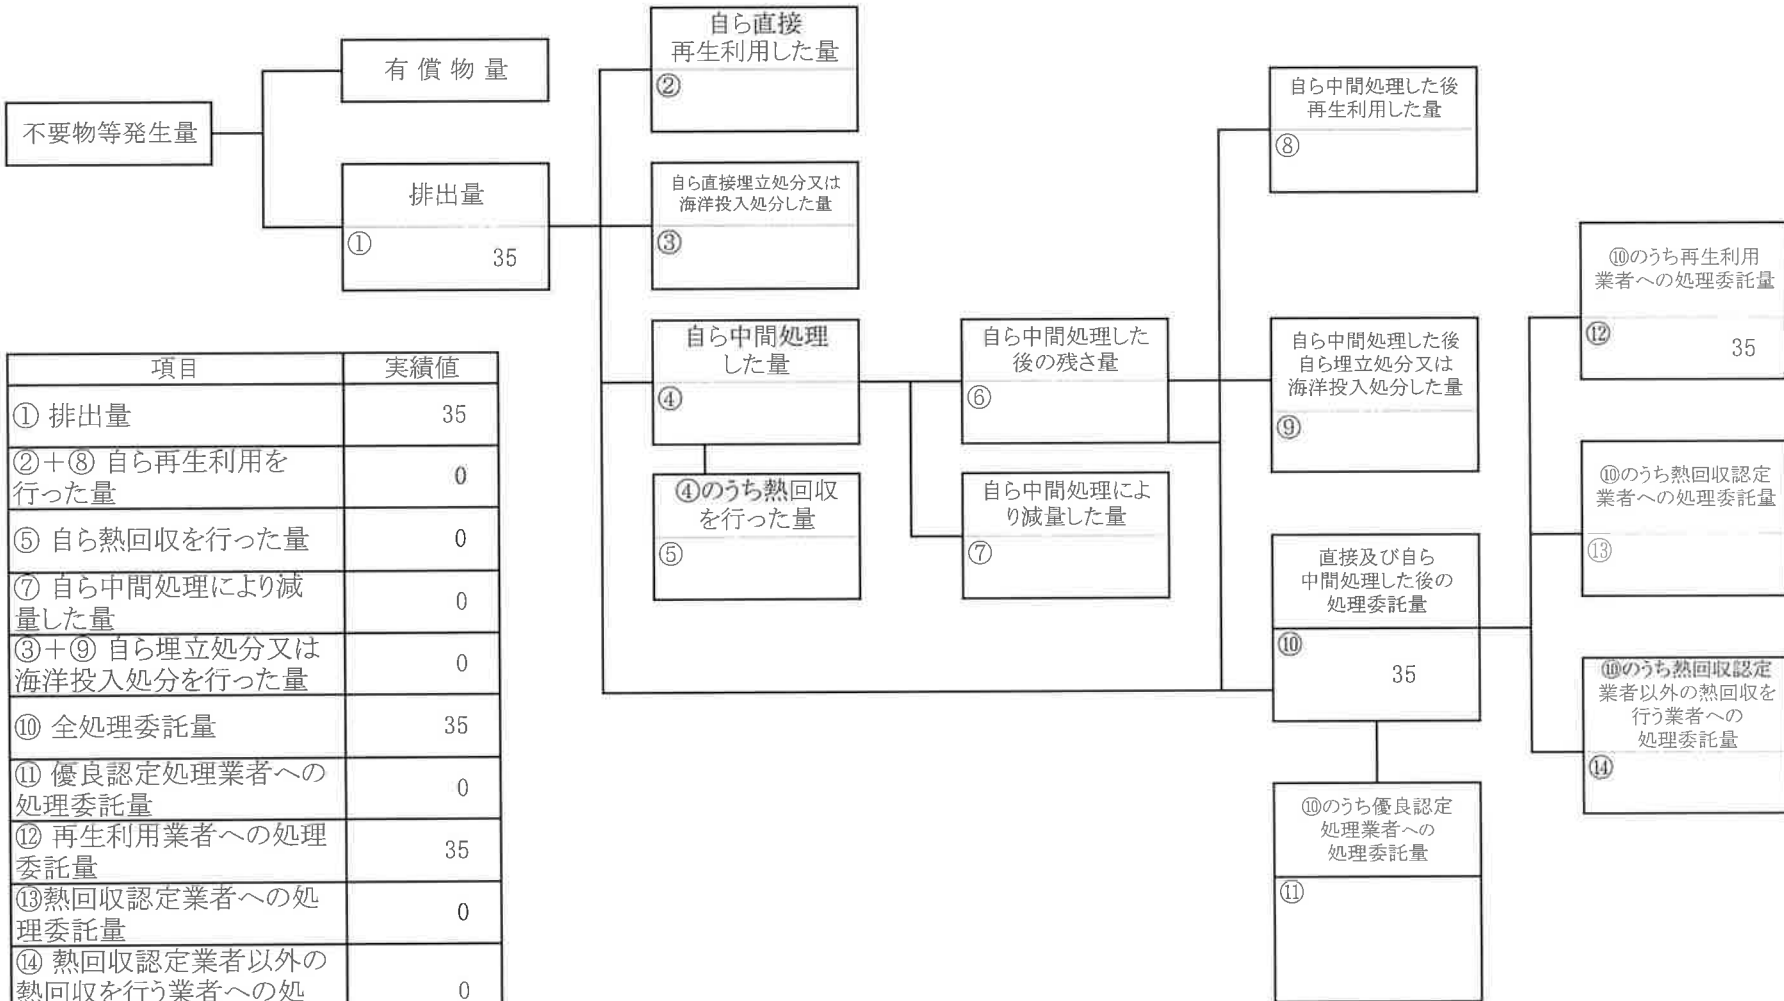 不要物等発生量
有償物量
排出量
①
35
自ら直接
再生利用した量
②
自ら直接埋立処分又は
海洋投入処分した量
③
自ら中間処理
した量
④
④のうち熱回収
を行った量
⑤
自ら中間処理した
後の残さ量
⑥
自ら中間処理によ
り減量した量
⑦
自ら中間処理した後
再生利用した量
⑧
自ら中間処理した後
自ら埋立処分又は
海洋投入処分した量
⑨
直接及び自ら
中間処理した後の
処理委託量
⑩
35
⑩のうち優良認定
処理業者への
処理委託量
⑪
⑩のうち再生利用
業者への処理委託量
⑫
35
⑩のうち熱回収認定
業者への処理委託量
⑬
⑩のうち熱回収認定
業者以外の熱回収を
行う業者への
処理委託量
⑭
項目 実績値
① 排出量 35
②+⑧ 自ら再生利用を
行った量 0
⑤ 自ら熱回収を行った量 0
⑦ 自ら中間処理により減
量した量 0
③+⑨ 自ら埋立処分又は
海洋投入処分を行った量 0
⑩ 全処理委託量 35
⑪ 優良認定処理業者への
処理委託量 0
⑫ 再生利用業者への処理
委託量 35
⑬熱回収認定業者への処
理委託量 0
⑭ 熱回収認定業者以外の
熱回収を行う業者への処 0